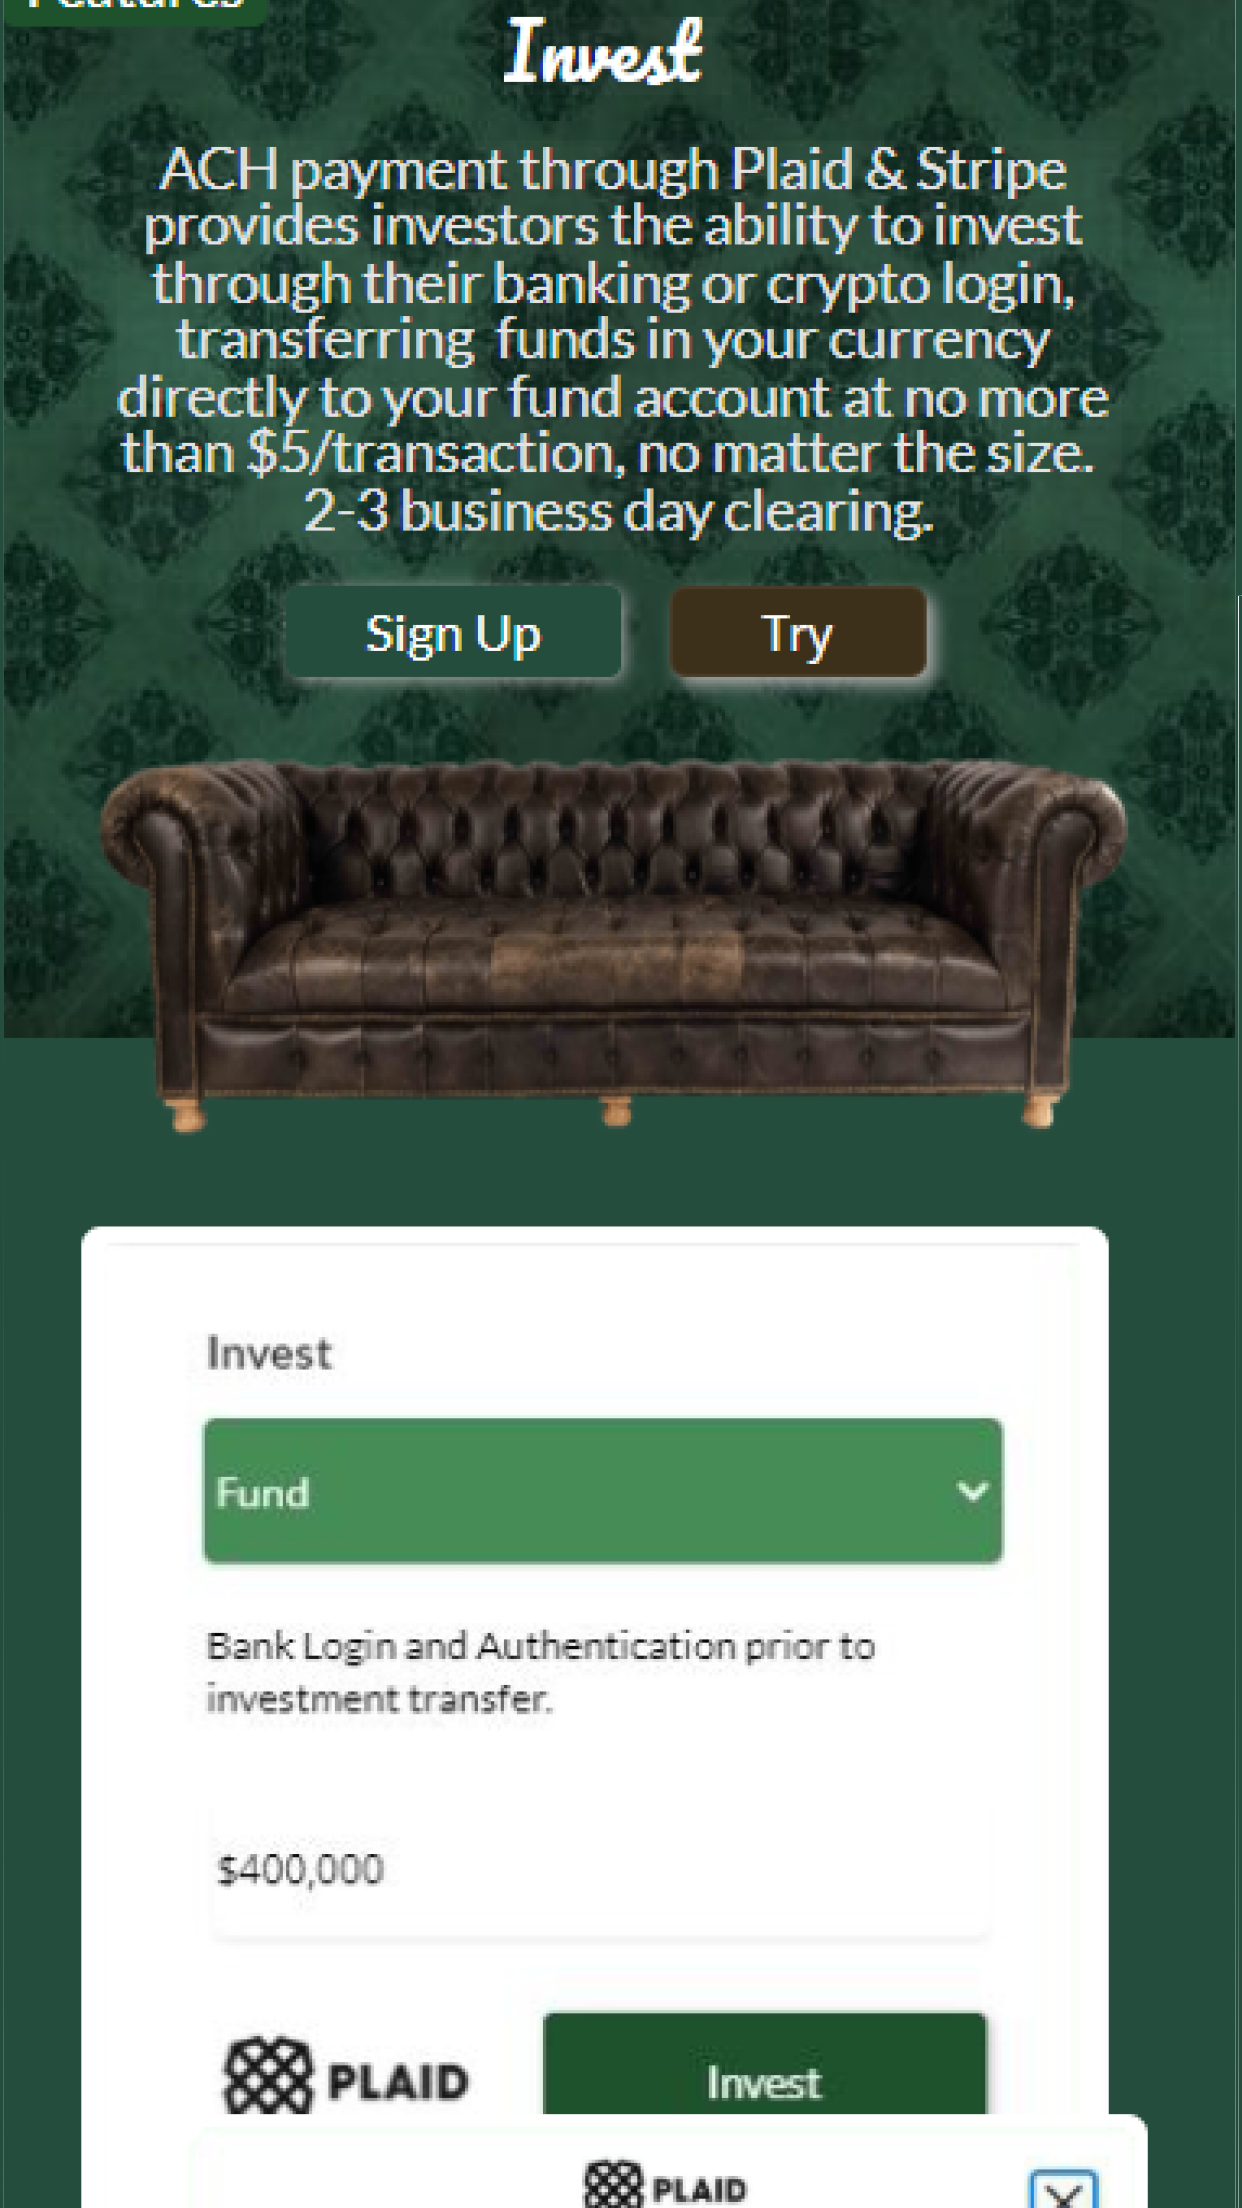 Features
Invest
ACH payment through Plaid & Stripe
provides investors the ability to invest
through their banking or crypto login,
transferring  funds in your currency
directly to your fund account at no more
than $5/transaction, no matter the size.
2-3 business day clearing.
Sign Up
Try
Invest
Fund
Bank Login and Authentication prior to
investment transfer.
$400,000
PLAID
Invest
PLAID